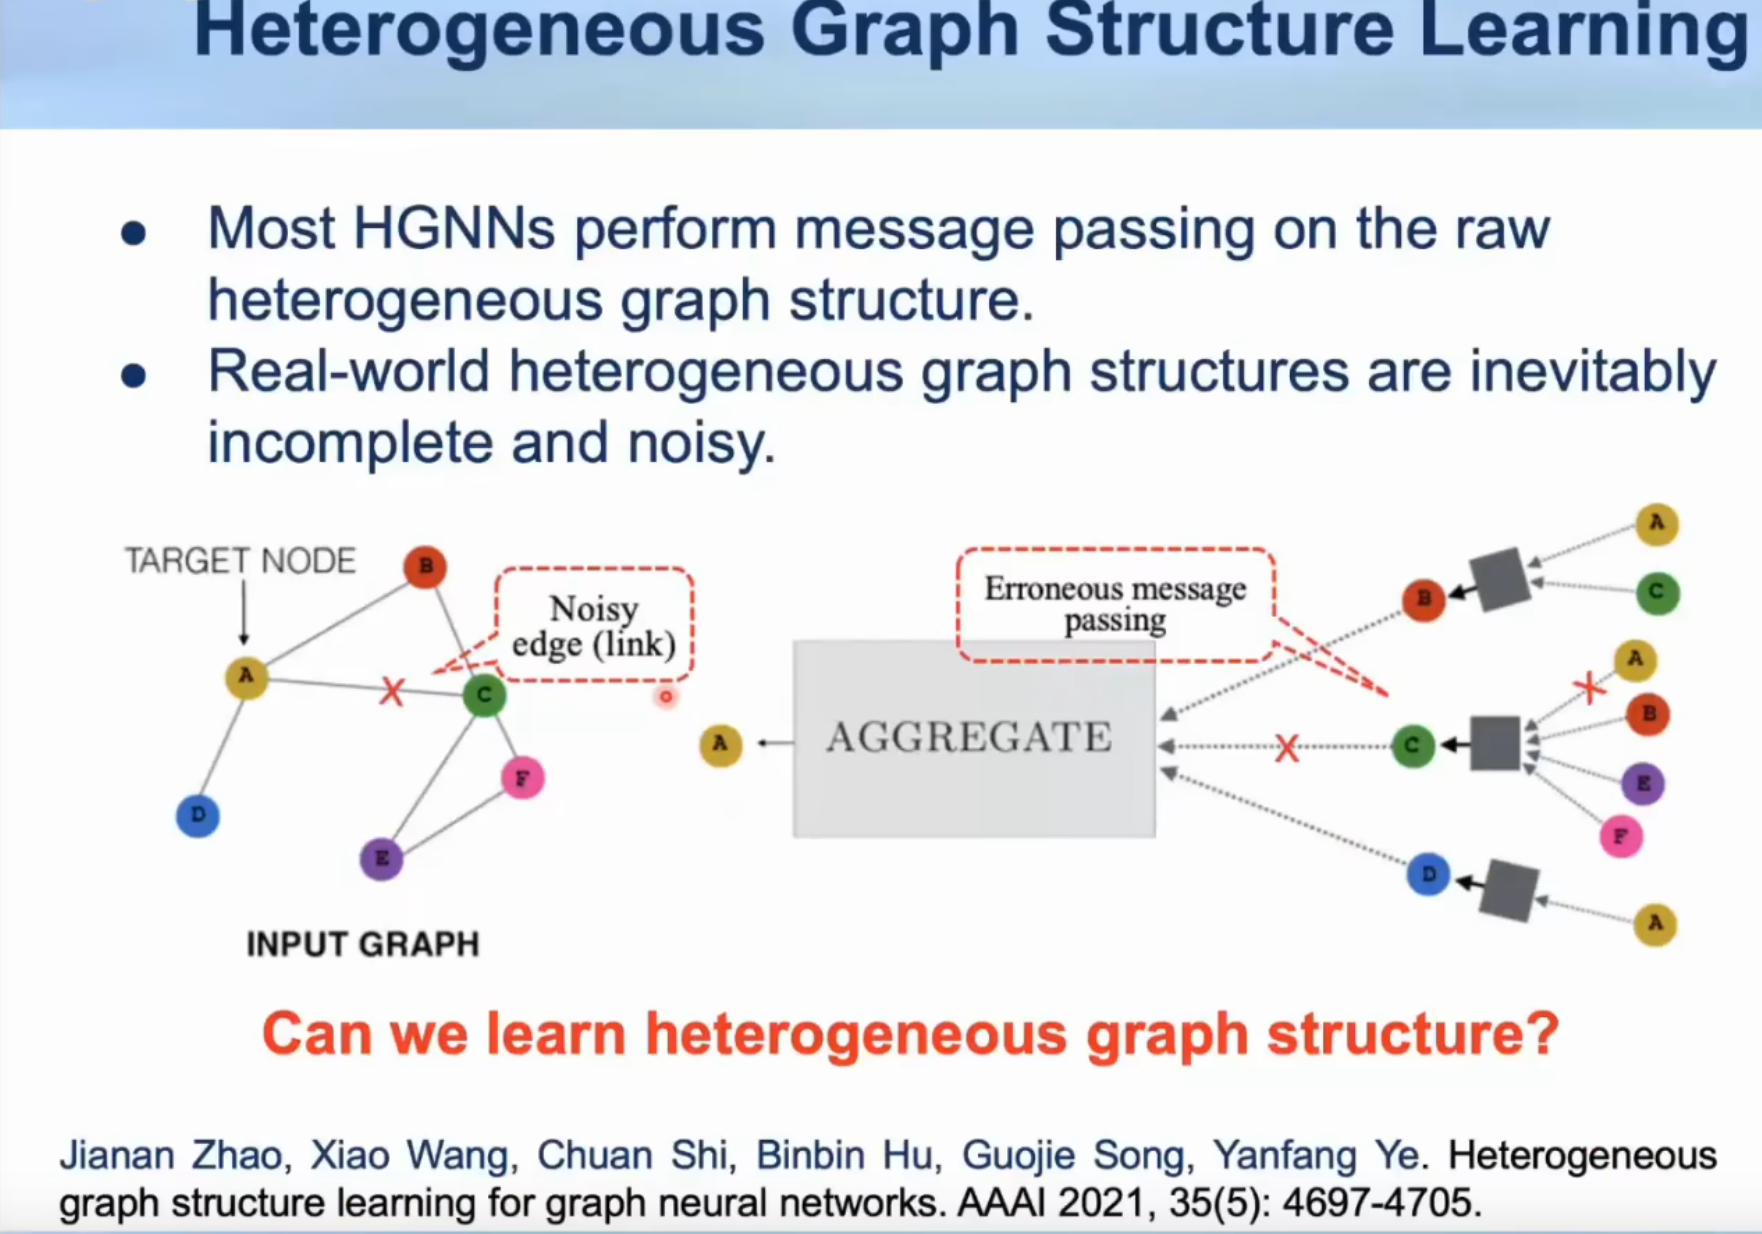 Heterogeneous Graph Structure Learning
● Most HGNNs perform message passing on the raw
heterogeneous graph structure.
● Real-world heterogeneous graph structures are inevitably
incomplete and noisy.
TARGET NODE
B
Noisy
edge (link)
A
X
C
F
D
E
INPUT GRAPH
Erroneous message
passing
A
AGGREGATE
X
B
A
C
C
A
X
B
E
F
D
A
Can we learn heterogeneous graph structure?
Jianan Zhao, Xiao Wang, Chuan Shi, Binbin Hu, Guojie Song, Yanfang Ye. Heterogeneous
graph structure learning for graph neural networks. AAAI 2021, 35(5): 4697-4705.